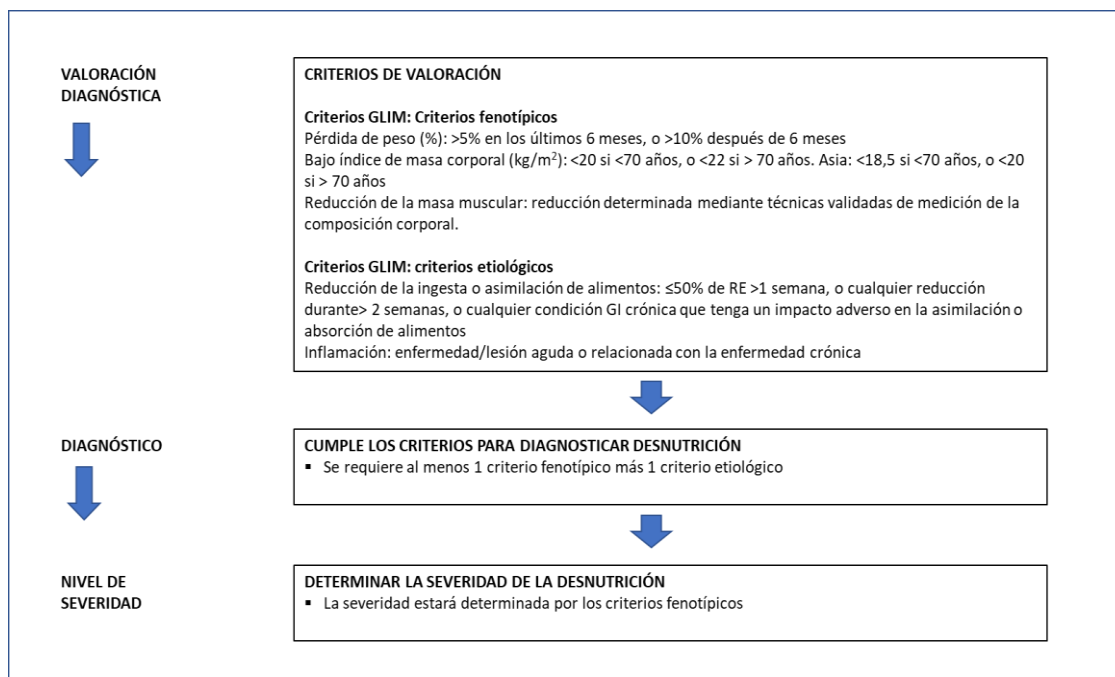 VALORACIÓN
DIAGNÓSTICA
CRITERIOS DE VALORACIÓN
Criterios GLIM: Criterios fenotípicos
Pérdida de peso (%): >5% en los últimos 6 meses, o >10% después de 6 meses
Bajo índice de masa corporal (kg/m²): <20 si <70 años, o <22 si > 70 años. Asia: <18,5 si <70 años, o <20
si > 70 años
Reducción de la masa muscular: reducción determinada mediante técnicas validadas de medición de la
composición corporal.
Criterios GLIM: criterios etiológicos
Reducción de la ingesta o asimilación de alimentos: ≤50% de RE >1 semana, o cualquier reducción
durante> 2 semanas, o cualquier condición GI crónica que tenga un impacto adverso en la asimilación o
absorción de alimentos
Inflamación: enfermedad/lesión aguda o relacionada con la enfermedad crónica
DIAGNÓSTICO
CUMPLE LOS CRITERIOS PARA DIAGNOSTICAR DESNUTRICIÓN
▪ Se requiere al menos 1 criterio fenotípico más 1 criterio etiológico
NIVEL DE
SEVERIDAD
DETERMINAR LA SEVERIDAD DE LA DESNUTRICIÓN
▪ La severidad estará determinada por los criterios fenotípicos